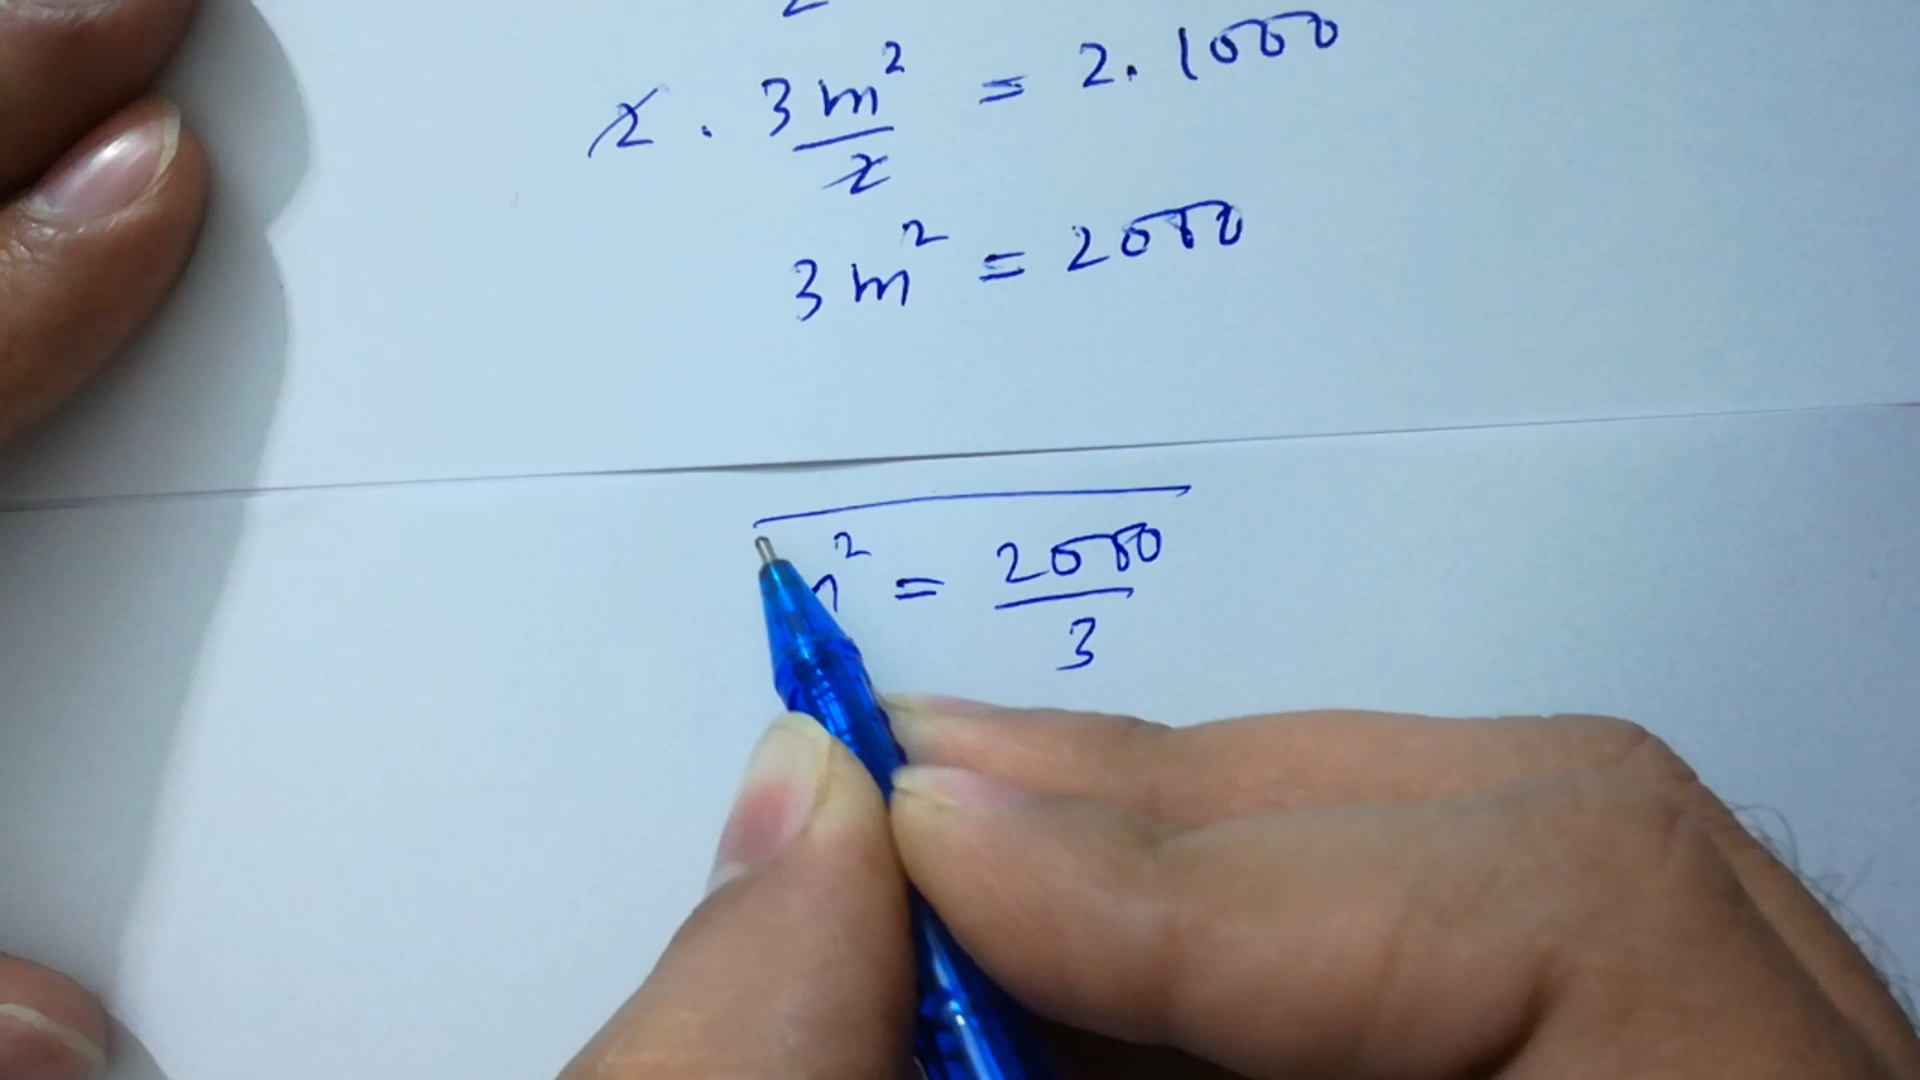 2 . 3m²/2 = 2.1000
3m² = 2000
m² = 2000/3